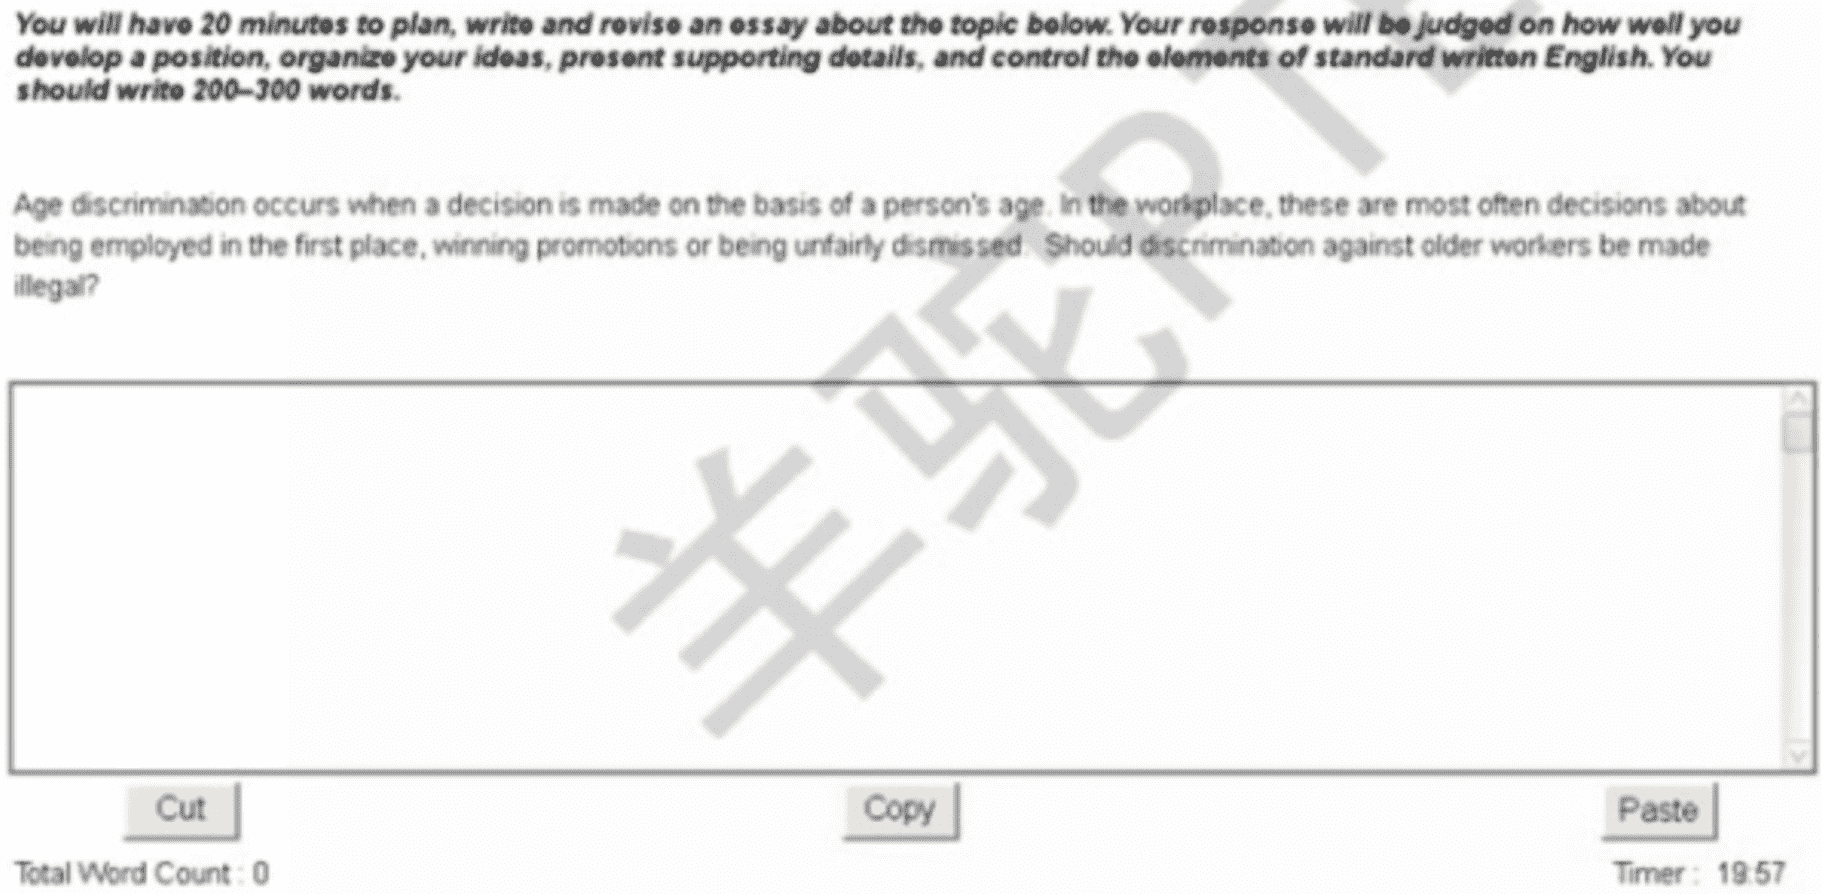 You will have 20 minutes to plan, write and revise an essay about the topic below. Your response will be judged on how well you
develop a position, organize your ideas, present supporting details, and control the elements of standard written English. You
should write 200–300 words.
Age discrimination occurs when a decision is made on the basis of a person's age. In the workplace, these are most often decisions about
being employed in the first place, winning promotions or being unfairly dismissed. Should discrimination against older workers be made
illegal?
羊驼PTE
Cut
Copy
Paste
Total Word Count : 0
Timer : 19:57